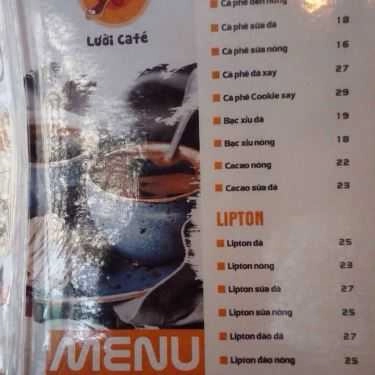 Lười Café
Cà phê đen nóng
Cà phê sữa đá 18
Cà phê sữa nóng 16
Cà phê đá xay 27
Cà phê Cookie xay 29
Bạc xỉu đá 19
Bạc xỉu nóng 18
Cacao nóng 22
Cacao sữa đá 23
LIPTON
Lipton đá 25
Lipton nóng 23
Lipton sữa đá 27
Lipton sữa nóng 25
Lipton đào đá 27
Lipton đào nóng 25
MENU